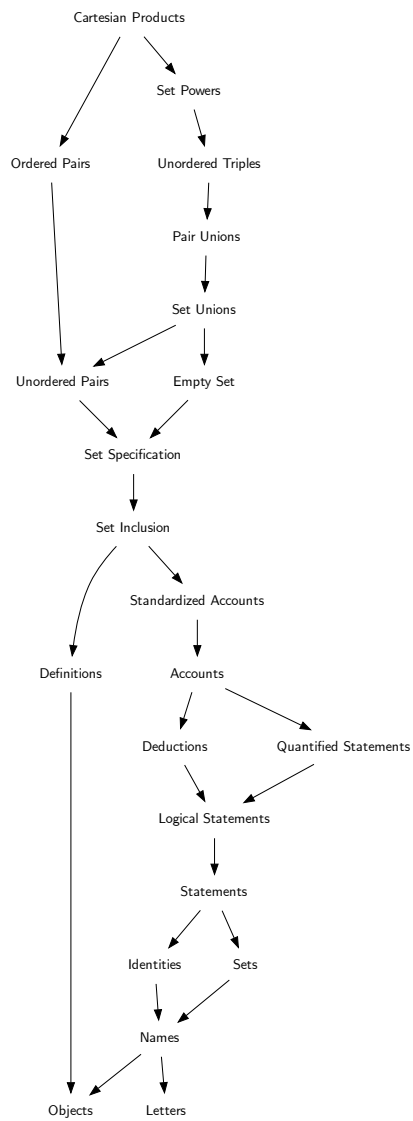 Cartesian Products
Set Powers
Ordered Pairs
Unordered Triples
Pair Unions
Set Unions
Unordered Pairs
Empty Set
Set Specification
Set Inclusion
Standardized Accounts
Definitions
Accounts
Deductions
Quantified Statements
Logical Statements
Statements
Identities
Sets
Names
Objects
Letters